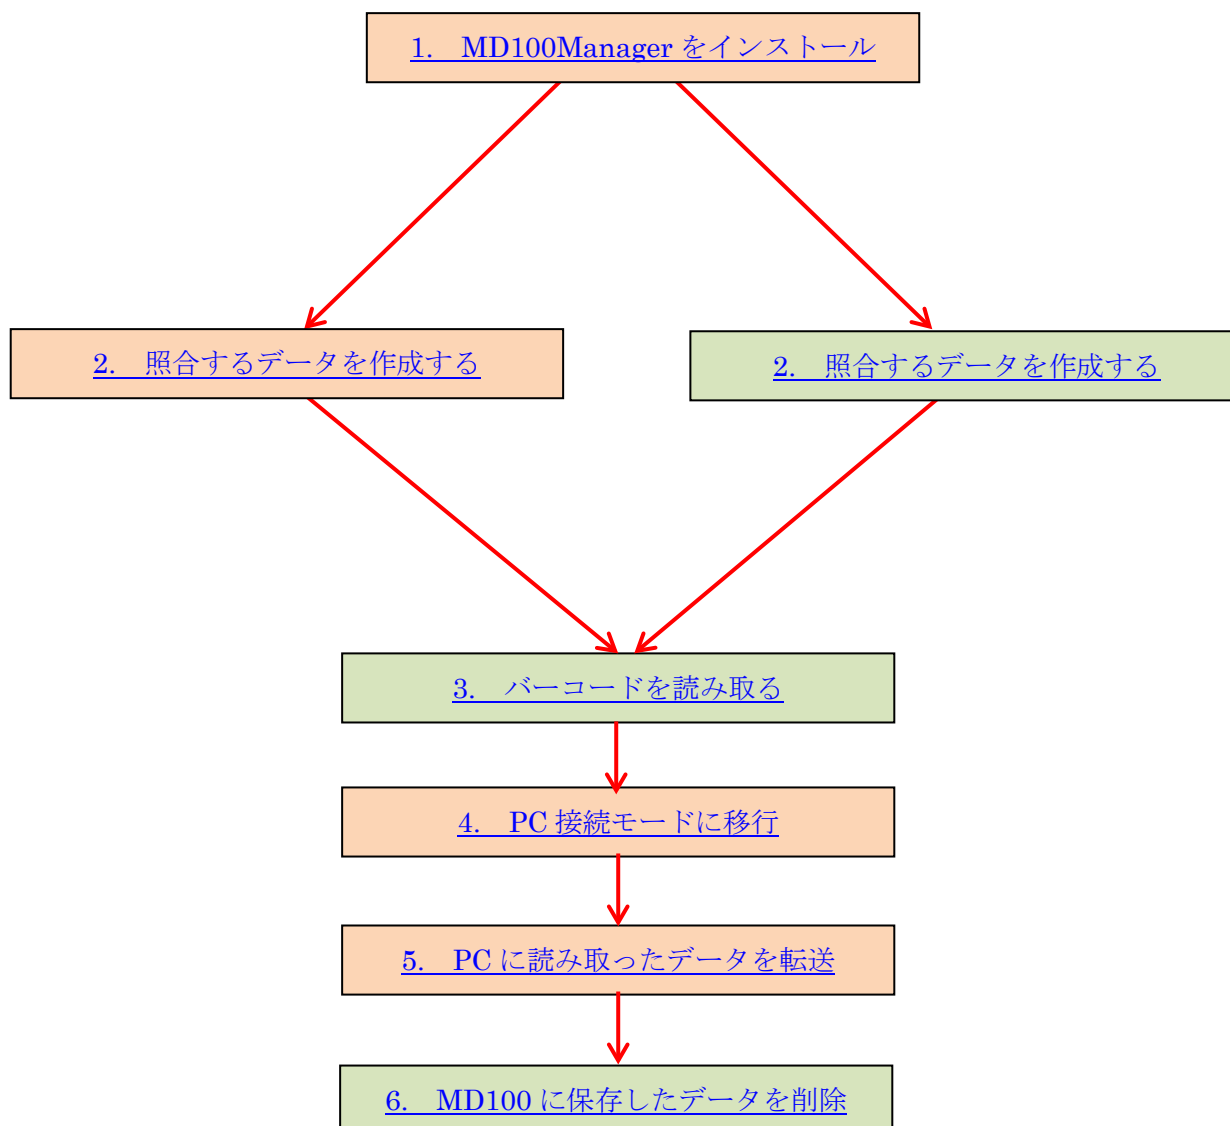 1. MD100Manager をインストール
2. 照合するデータを作成する
2. 照合するデータを作成する
3. バーコードを読み取る
4. PC 接続モードに移行
5. PC に読み取ったデータを転送
6. MD100 に保存したデータを削除